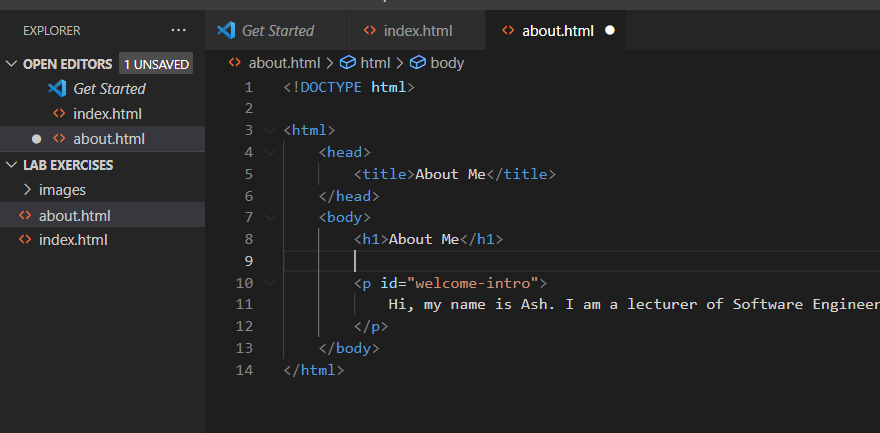 EXPLORER
···
OPEN EDITORS 1 UNSAVED
Get Started
index.html
about.html
LAB EXERCISES
images
about.html
index.html
Get Started index.html about.html
about.html > html > body
1 <!DOCTYPE html>
2
3 <html>
4 <head>
5 <title>About Me</title>
6 </head>
7 <body>
8 <h1>About Me</h1>
9
10 <p id="welcome-intro">
11 Hi, my name is Ash. I am a lecturer of Software Engineer
12 </p>
13 </body>
14 </html>